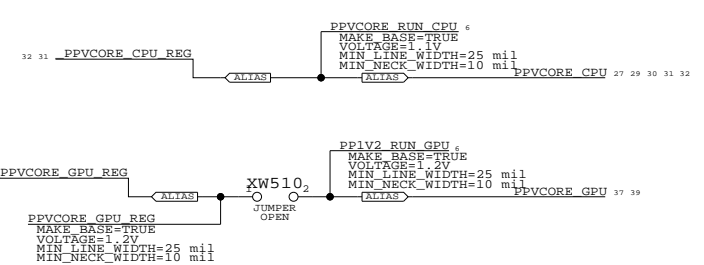 PPVCORE_RUN_CPU 6
MAKE_BASE=TRUE
VOLTAGE=1.1V
MIN_LINE_WIDTH=25 mil
MIN_NECK_WIDTH=10 mil
32 31 PPVCORE_CPU_REG
ALIAS
ALIAS
PPVCORE_CPU 27 29 30 31 32
PP1V2_RUN_GPU 6
MAKE_BASE=TRUE
VOLTAGE=1.2V
MIN_LINE_WIDTH=25 mil
MIN_NECK_WIDTH=10 mil
PPVCORE_GPU_REG
ALIAS
XW510
1
2
JUMPER
OPEN
ALIAS
PPVCORE_GPU 37 39
PPVCORE_GPU_REG
MAKE_BASE=TRUE
VOLTAGE=1.2V
MIN_LINE_WIDTH=25 mil
MIN_NECK_WIDTH=10 mil